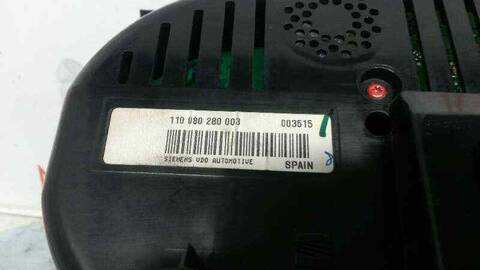 110 080 280 003 003515
SIEMENS VDO AUTOMOTIVE SPAIN